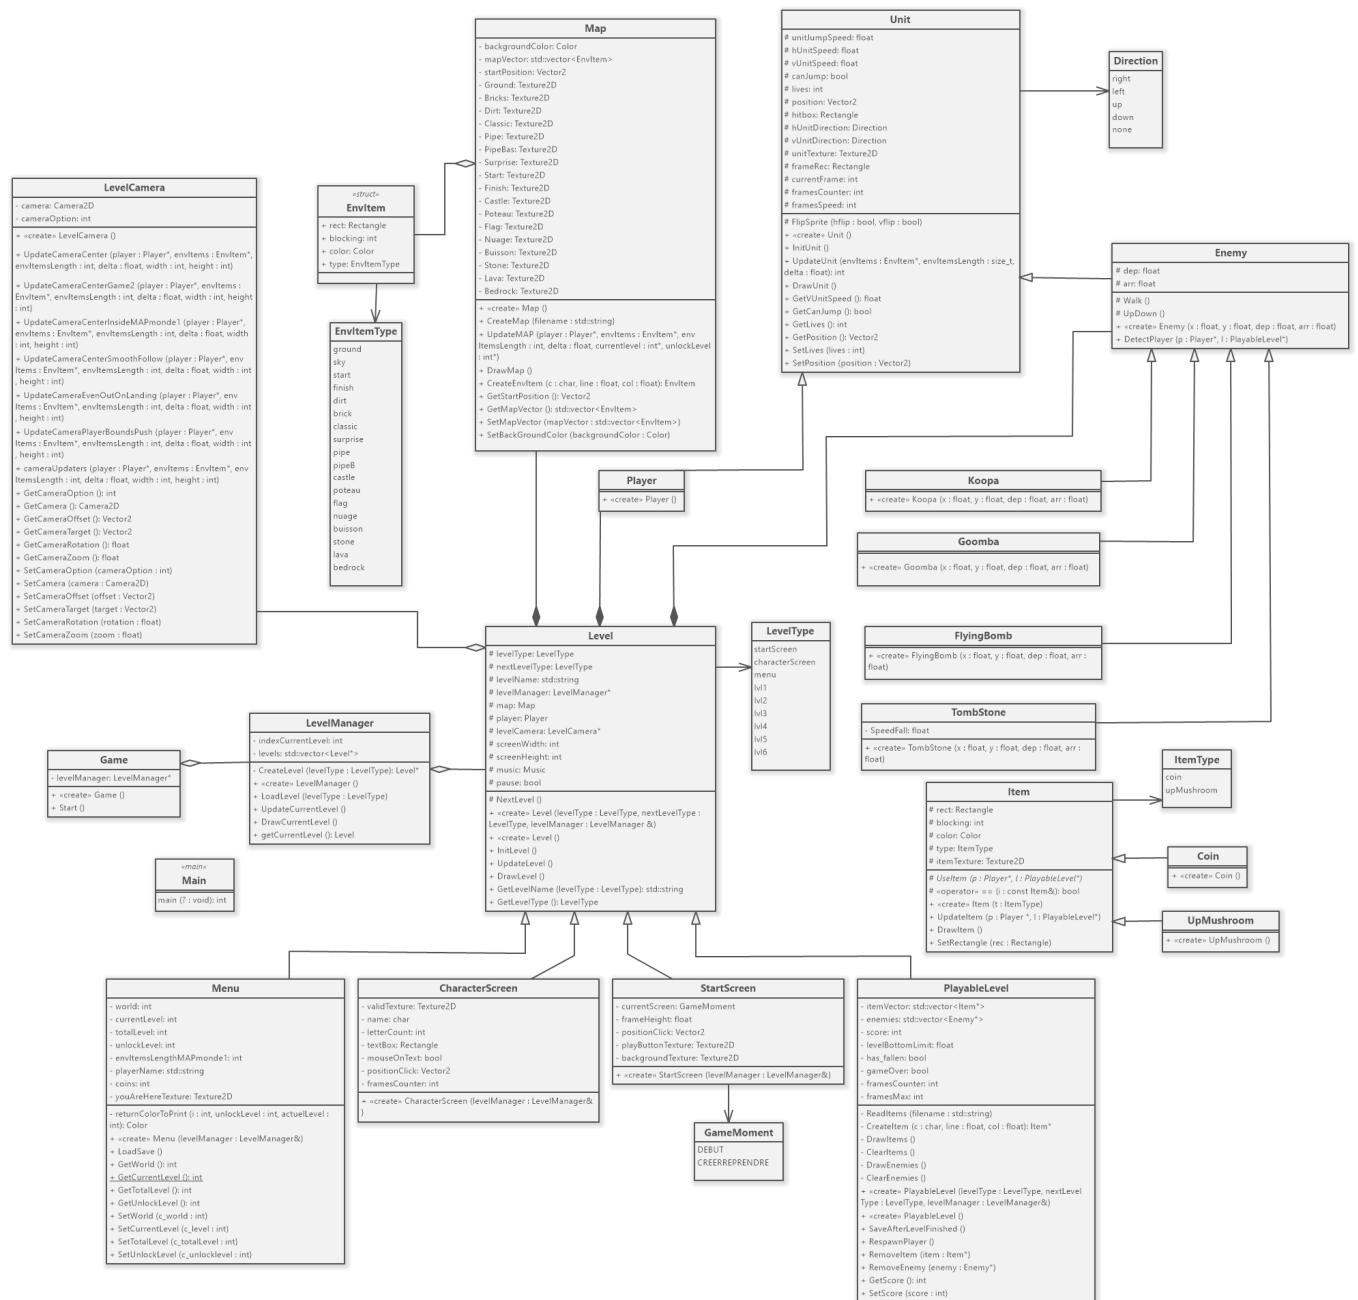 Map
- backgroundColor: Color
- mapVector: std::vector<EnvItem>
- startPosition: Vector2
- Ground: Texture2D
- Bricks: Texture2D
- Dirt: Texture2D
- Classic: Texture2D
- Pipe: Texture2D
- PipeBas: Texture2D
- Surprise: Texture2D
- Start: Texture2D
- Finish: Texture2D
- Castle: Texture2D
- Poteau: Texture2D
- Flag: Texture2D
- Nuage: Texture2D
- Buisson: Texture2D
- Stone: Texture2D
- Lava: Texture2D
- Bedrock: Texture2D
+ «create» Map ()
+ CreateMap (filename : std::string)
+ UpdateMAP (player : Player*, envItems : EnvItem*, env
ItemsLength : int, delta : float, currentlevel : int*, unlockLevel
: int*)
+ DrawMap ()
+ CreateEnvItem (c : char, line : float, col : float): EnvItem
+ GetStartPosition (): Vector2
+ GetMapVector (): std::vector<EnvItem>
+ SetMapVector (mapVector : std::vector<EnvItem>)
+ SetBackGroundColor (backgroundColor : Color)
Unit
# unitJumpSpeed: float
# hUnitSpeed: float
# vUnitSpeed: float
# canJump: bool
# lives: int
# position: Vector2
# hitbox: Rectangle
# hUnitDirection: Direction
# vUnitDirection: Direction
# unitTexture: Texture2D
# frameRec: Rectangle
# currentFrame: int
# framesCounter: int
# framesSpeed: int
# FlipSprite (hflip : bool, vflip : bool)
+ «create» Unit ()
+ InitUnit ()
+ UpdateUnit (envItems : EnvItem*, envItemsLength : size_t,
delta : float): int
+ DrawUnit ()
+ GetVUnitSpeed (): float
+ GetCanJump (): bool
+ GetLives (): int
+ GetPosition (): Vector2
+ SetLives (lives : int)
+ SetPosition (position : Vector2)
Direction
right
left
up
down
none
LevelCamera
- camera: Camera2D
- cameraOption: int
+ «create» LevelCamera ()
+ UpdateCameraCenter (player : Player*, envItems : EnvItem*,
envItemsLength : int, delta : float, width : int, height : int)
+ UpdateCameraCenterGame2 (player : Player*, envItems :
EnvItem*, envItemsLength : int, delta : float, width : int, height
: int)
+ UpdateCameraCenterInsideMAPmonde1 (player : Player*,
envItems : EnvItem*, envItemsLength : int, delta : float, width
: int, height : int)
+ UpdateCameraCenterSmoothFollow (player : Player*, env
Items : EnvItem*, envItemsLength : int, delta : float, width : int
, height : int)
+ UpdateCameraEvenOutOnLanding (player : Player*, env
Items : EnvItem*, envItemsLength : int, delta : float, width : int
, height : int)
+ UpdateCameraPlayerBoundsPush (player : Player*, env
Items : EnvItem*, envItemsLength : int, delta : float, width : int
, height : int)
+ cameraUpdaters (player : Player*, envItems : EnvItem*, env
ItemsLength : int, delta : float, width : int, height : int)
+ GetCameraOption (): int
+ GetCamera (): Camera2D
+ GetCameraOffset (): Vector2
+ GetCameraTarget (): Vector2
+ GetCameraRotation (): float
+ GetCameraZoom (): float
+ SetCameraOption (cameraOption : int)
+ SetCamera (camera : Camera2D)
+ SetCameraOffset (offset : Vector2)
+ SetCameraTarget (target : Vector2)
+ SetCameraRotation (rotation : float)
+ SetCameraZoom (zoom : float)
«struct»
EnvItem
+ rect: Rectangle
+ blocking: int
+ color: Color
+ type: EnvItemType
EnvItemType
ground
sky
start
finish
dirt
brick
classic
surprise
pipe
pipeB
castle
poteau
flag
nuage
buisson
stone
lava
bedrock
Enemy
# dep: float
# arr: float
# Walk ()
# UpDown ()
+ «create» Enemy (x : float, y : float, dep : float, arr : float)
+ DetectPlayer (p : Player*, l : PlayableLevel*)
Player
+ «create» Player ()
Koopa
+ «create» Koopa (x : float, y : float, dep : float, arr : float)
Goomba
+ «create» Goomba (x : float, y : float, dep : float, arr : float)
FlyingBomb
+ «create» FlyingBomb (x : float, y : float, dep : float, arr :
float)
TombStone
- SpeedFall: float
+ «create» TombStone (x : float, y : float, dep : float, arr :
float)
Level
# levelType: LevelType
# nextLevelType: LevelType
# levelName: std::string
# levelManager: LevelManager*
# map: Map
# player: Player
# levelCamera: LevelCamera*
# screenWidth: int
# screenHeight: int
# music: Music
# pause: bool
# NextLevel ()
+ «create» Level (levelType : LevelType, nextLevelType :
LevelType, levelManager : LevelManager &)
+ «create» Level ()
+ InitLevel ()
+ UpdateLevel ()
+ DrawLevel ()
+ GetLevelName (levelType : LevelType): std::string
+ GetLevelType (): LevelType
LevelType
startScreen
characterScreen
menu
lvl1
lvl2
lvl3
lvl4
lvl5
lvl6
LevelManager
- indexCurrentLevel: int
- levels: std::vector<Level*>
- CreateLevel (levelType : LevelType): Level*
+ «create» LevelManager ()
+ LoadLevel (levelType : LevelType)
+ UpdateCurrentLevel ()
+ DrawCurrentLevel ()
+ getCurrentLevel (): Level
Game
- levelManager: LevelManager*
+ «create» Game ()
+ Start ()
«main»
Main
main (? : void): int
ItemType
coin
upMushroom
Item
# rect: Rectangle
# blocking: int
# color: Color
# type: ItemType
# itemTexture: Texture2D
# UseItem (p : Player*, l : PlayableLevel*)
# «operator» == (i : const Item&): bool
+ «create» Item (t : ItemType)
+ UpdateItem (p : Player *, l : PlayableLevel*)
+ DrawItem ()
+ SetRectangle (rec : Rectangle)
Coin
+ «create» Coin ()
UpMushroom
+ «create» UpMushroom ()
Menu
- world: int
- currentLevel: int
- totalLevel: int
- unlockLevel: int
- envItemsLengthMAPmonde1: int
- playerName: std::string
- coins: int
- youAreHereTexture: Texture2D
- returnColorToPrint (i : int, unlockLevel : int, actuelLevel :
int): Color
+ «create» Menu (levelManager : LevelManager&)
+ LoadSave ()
+ GetWorld (): int
+ GetCurrentLevel (): int
+ GetTotalLevel (): int
+ GetUnlockLevel (): int
+ SetWorld (c_world : int)
+ SetCurrentLevel (c_level : int)
+ SetTotalLevel (c_totalLevel : int)
+ SetUnlockLevel (c_unlocklevel : int)
CharacterScreen
- validTexture: Texture2D
- name: char
- letterCount: int
- textBox: Rectangle
- mouseOnText: bool
- positionClick: Vector2
- framesCounter: int
+ «create» CharacterScreen (levelManager : LevelManager&
)
StartScreen
- currentScreen: GameMoment
- frameHeight: float
- positionClick: Vector2
- playButtonTexture: Texture2D
- backgroundTexture: Texture2D
+ «create» StartScreen (levelManager : LevelManager&)
GameMoment
DEBUT
CREERREPRENDRE
PlayableLevel
- itemVector: std::vector<Item*>
- enemies: std::vector<Enemy*>
- score: int
- levelBottomLimit: float
- has_fallen: bool
- gameOver: bool
- framesCounter: int
- framesMax: int
- ReadItems (filename : std::string)
- CreateItem (c : char, line : float, col : float): Item*
- DrawItems ()
- ClearItems ()
- DrawEnemies ()
- ClearEnemies ()
+ «create» PlayableLevel (levelType : LevelType, nextLevel
Type : LevelType, levelManager : LevelManager&)
+ «create» PlayableLevel ()
+ SaveAfterLevelFinished ()
+ RespawnPlayer ()
+ RemoveItem (item : Item*)
+ RemoveEnemy (enemy : Enemy*)
+ GetScore (): int
+ SetScore (score : int)